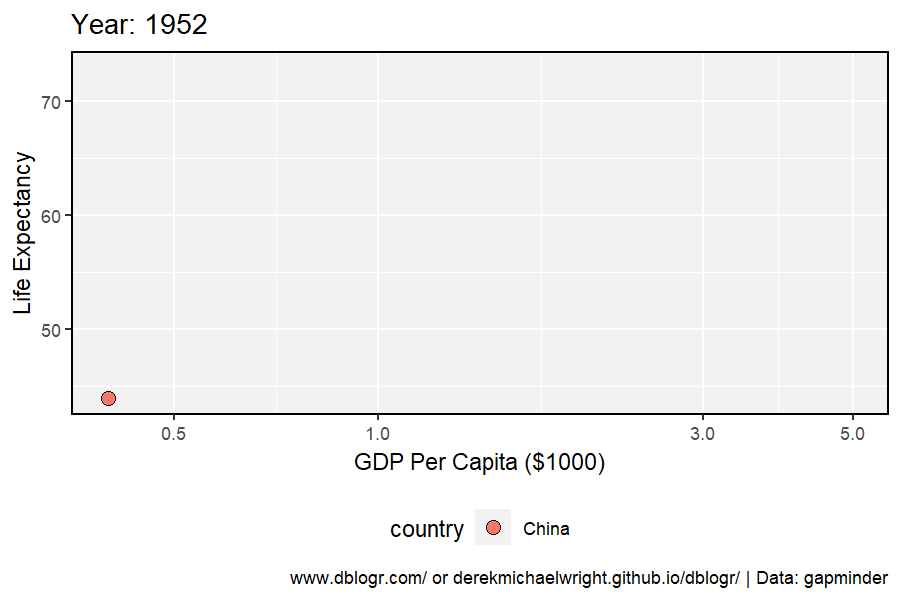 Year: 1952
Life Expectancy
70
60
50
0.5 1.0 3.0 5.0
GDP Per Capita ($1000)
country China
www.dblogr.com/ or derekmichaelwright.github.io/dblogr/ | Data: gapminder